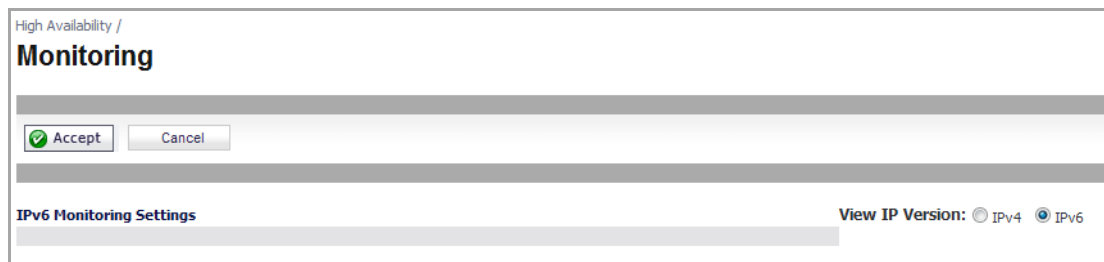 High Availability /
Monitoring
Accept Cancel
IPv6 Monitoring Settings View IP Version: IPv4 IPv6